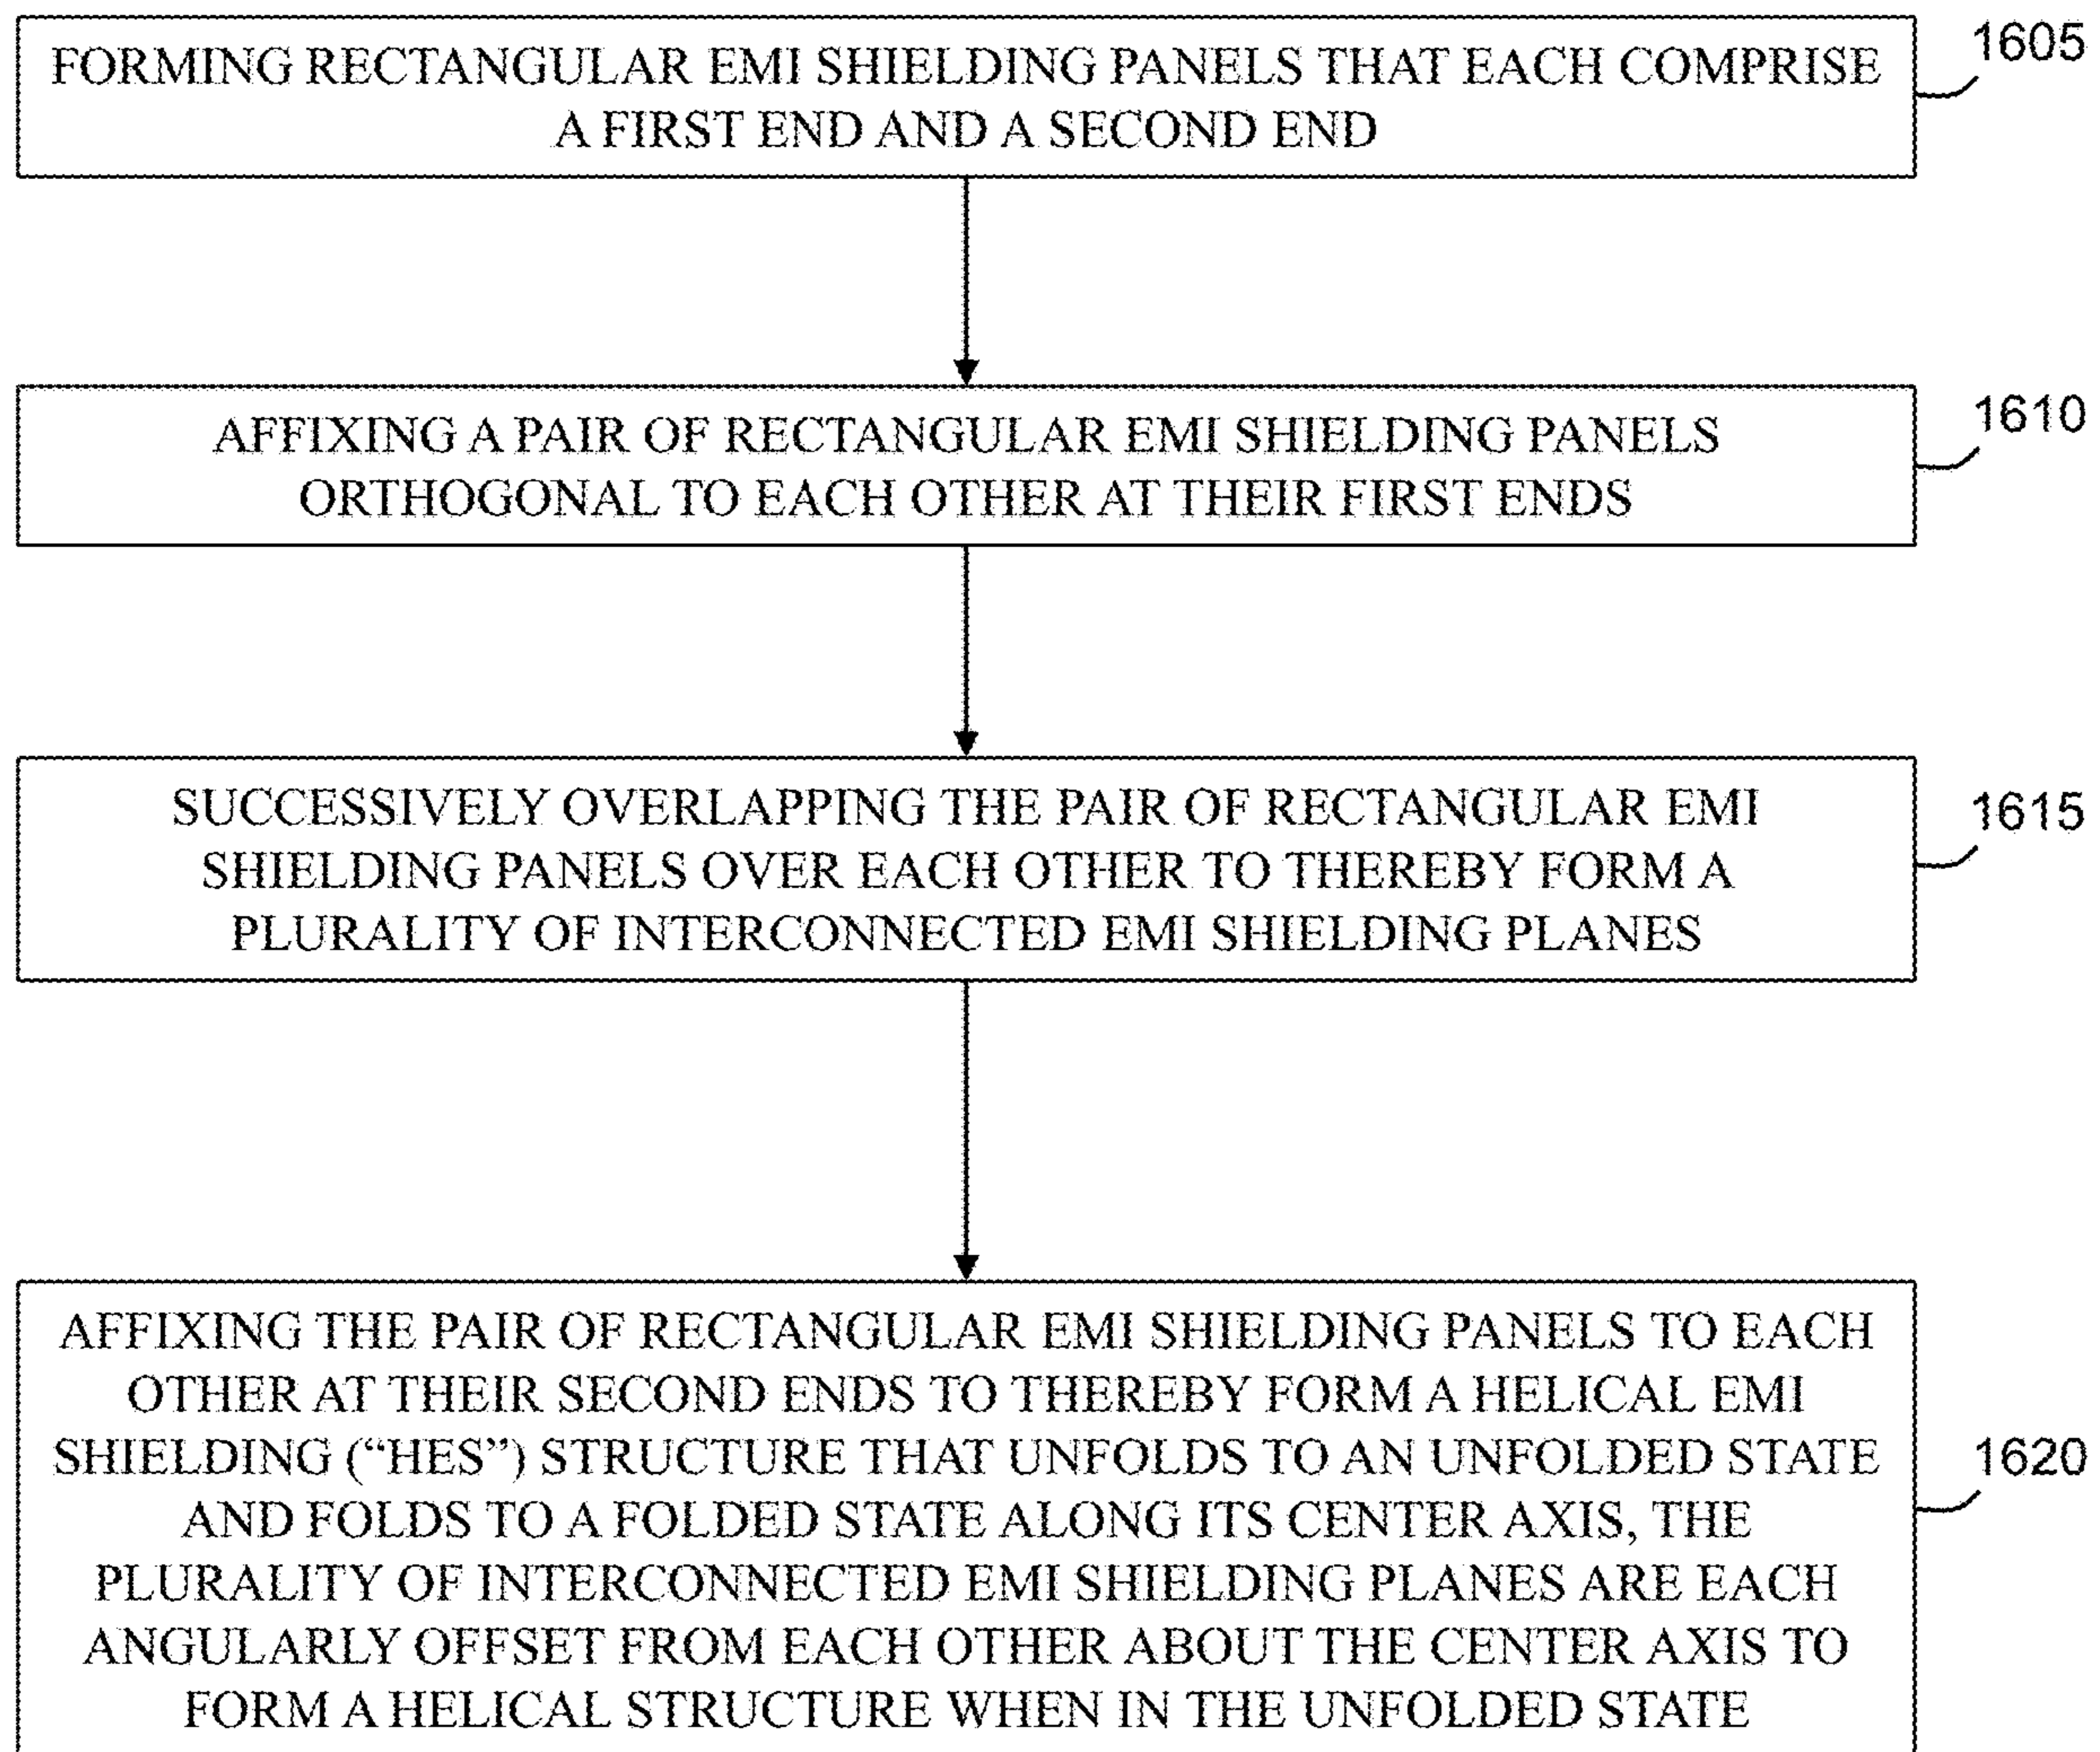 FORMING RECTANGULAR EMI SHIELDING PANELS THAT EACH COMPRISE
A FIRST END AND A SECOND END
1605
AFFIXING A PAIR OF RECTANGULAR EMI SHIELDING PANELS
ORTHOGONAL TO EACH OTHER AT THEIR FIRST ENDS
1610
SUCCESSIVELY OVERLAPPING THE PAIR OF RECTANGULAR EMI
SHIELDING PANELS OVER EACH OTHER TO THEREBY FORM A
PLURALITY OF INTERCONNECTED EMI SHIELDING PLANES
1615
AFFIXING THE PAIR OF RECTANGULAR EMI SHIELDING PANELS TO EACH
OTHER AT THEIR SECOND ENDS TO THEREBY FORM A HELICAL EMI
SHIELDING (“HES”) STRUCTURE THAT UNFOLDS TO AN UNFOLDED STATE
AND FOLDS TO A FOLDED STATE ALONG ITS CENTER AXIS, THE
PLURALITY OF INTERCONNECTED EMI SHIELDING PLANES ARE EACH
ANGULARLY OFFSET FROM EACH OTHER ABOUT THE CENTER AXIS TO
FORM A HELICAL STRUCTURE WHEN IN THE UNFOLDED STATE
1620